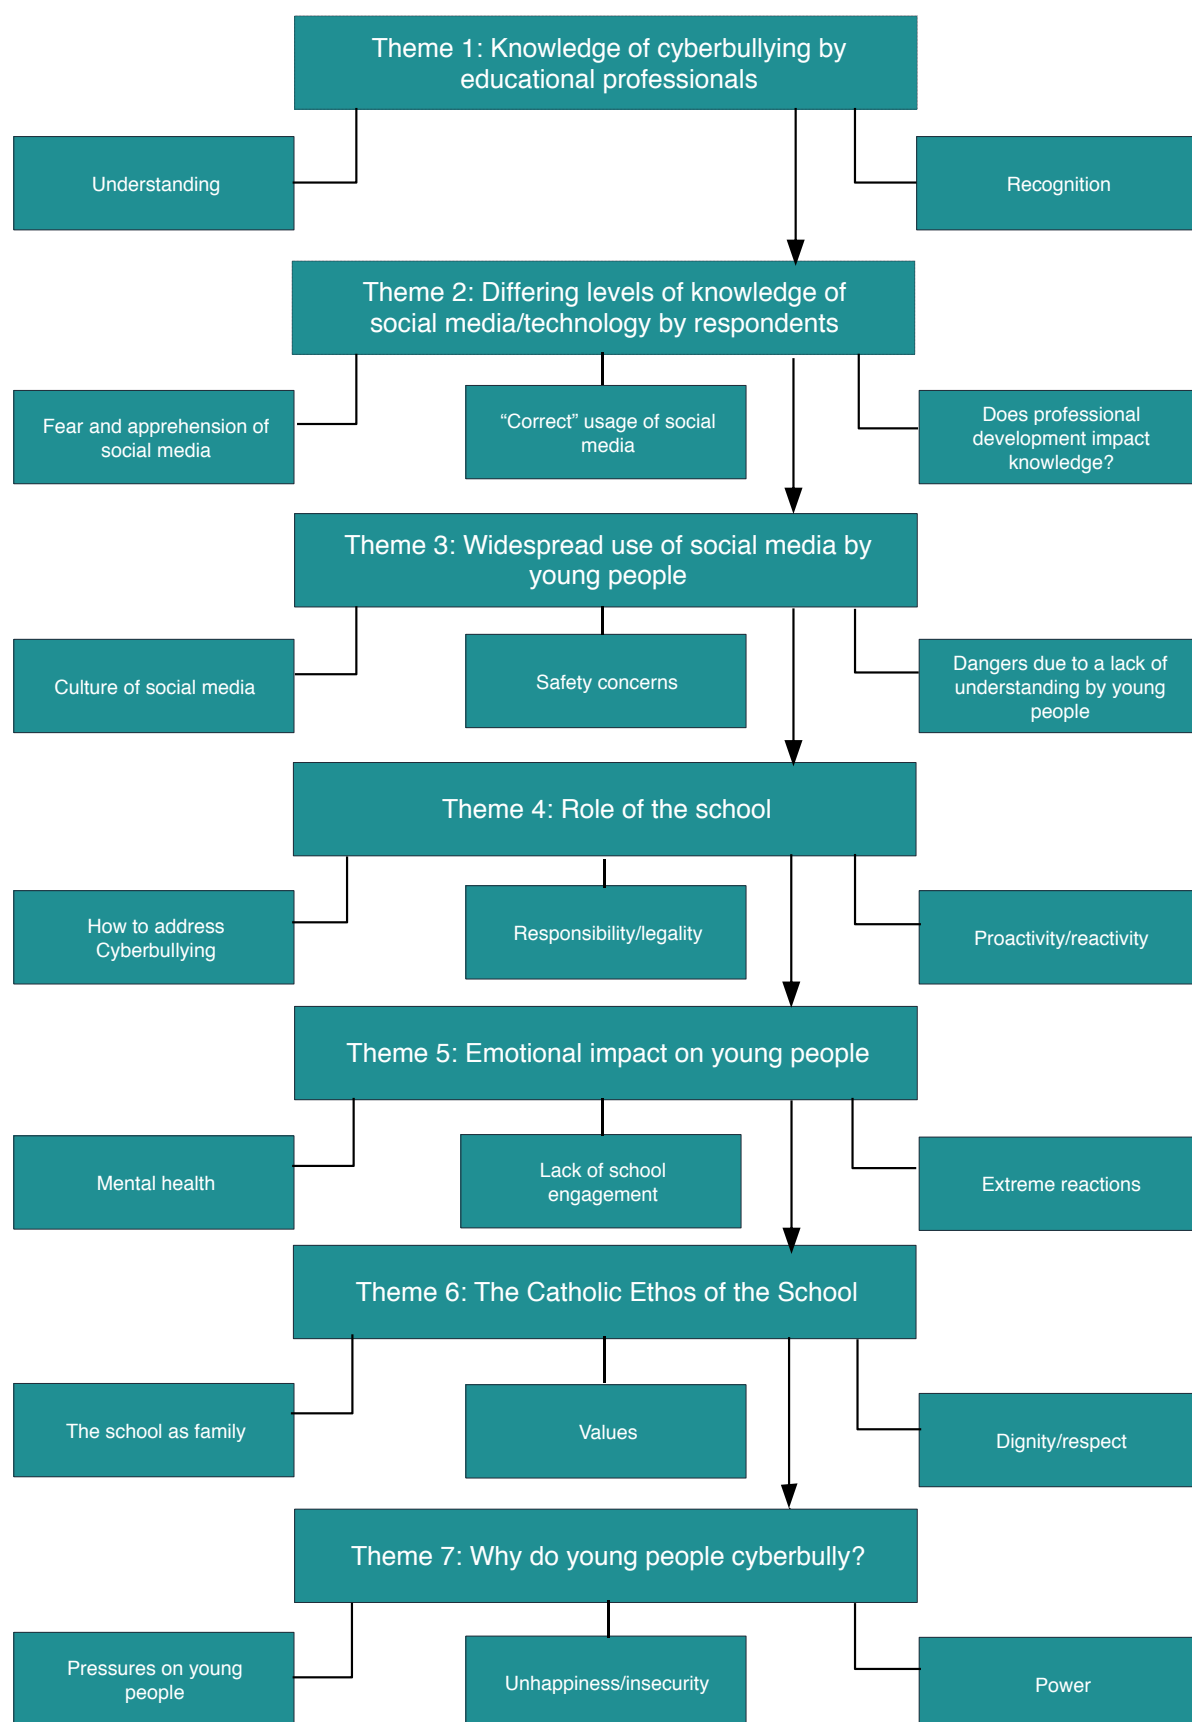 Theme 1: Knowledge of cyberbullying by
educational professionals
Understanding
Recognition
Theme 2: Differing levels of knowledge of
social media/technology by respondents
Fear and apprehension of
social media
“Correct” usage of social
media
Does professional
development impact
knowledge?
Theme 3: Widespread use of social media by
young people
Culture of social media
Safety concerns
Dangers due to a lack of
understanding by young
people
Theme 4: Role of the school
How to address
Cyberbullying
Responsibility/legality
Proactivity/reactivity
Theme 5: Emotional impact on young people
Mental health
Lack of school
engagement
Extreme reactions
Theme 6: The Catholic Ethos of the School
The school as family
Values
Dignity/respect
Theme 7: Why do young people cyberbully?
Pressures on young
people
Unhappiness/insecurity
Power